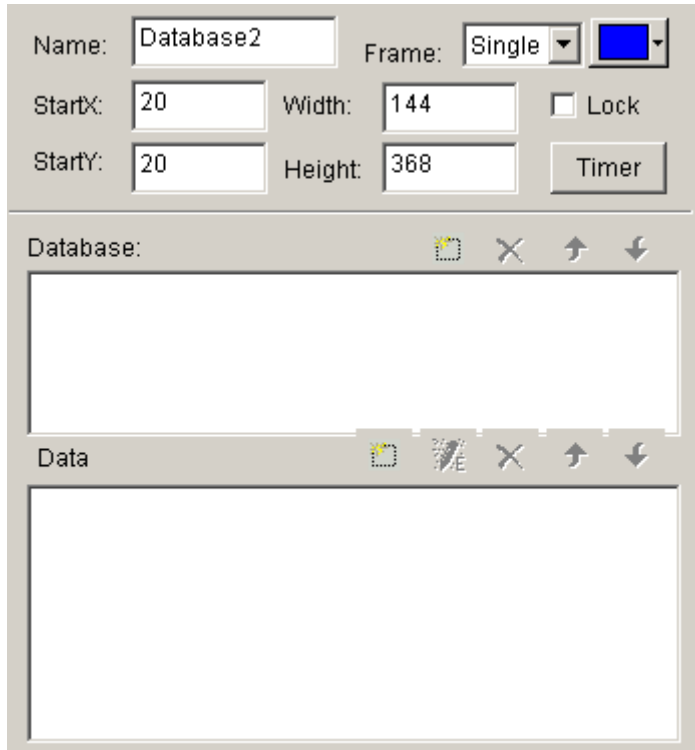 Name: Database2 Frame: Single
StartX: 20 Width: 144 Lock
StartY: 20 Height: 368 Timer
Database:
Data E